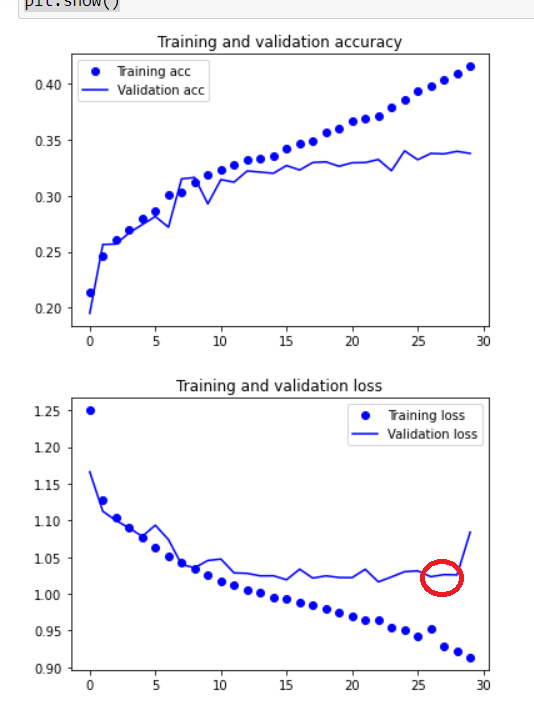 plt.show()
Training and validation accuracy
Training acc
Validation acc
0.40
0.35
0.30
0.25
0.20
0 5 10 15 20 25 30
Training and validation loss
Training loss
Validation loss
1.25
1.20
1.15
1.10
1.05
1.00
0.95
0.90
0 5 10 15 20 25 30